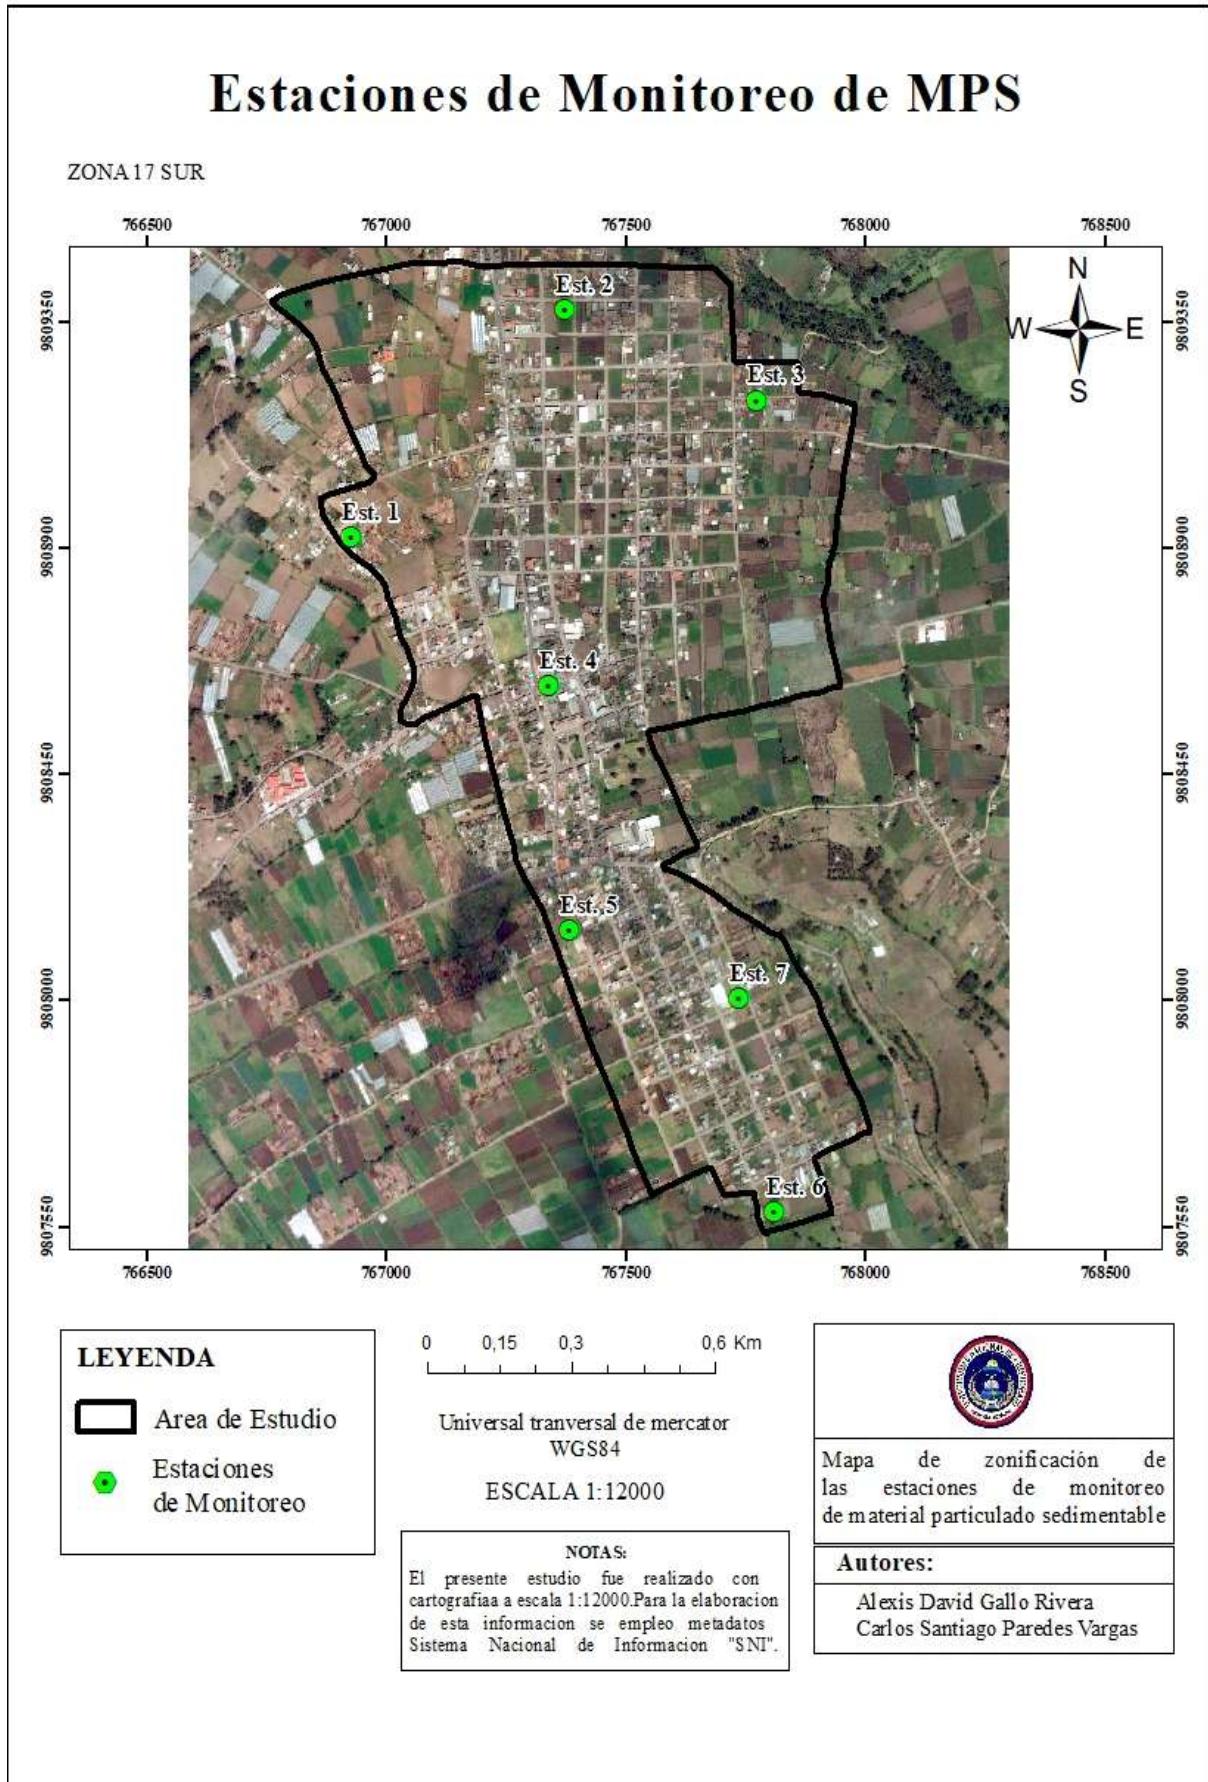 Estaciones de Monitoreo de MPS
ZONA 17 SUR
766500 767000 767500 768000 768500
9809350 9809350
9808900 9808900
9808450 9808450
9808000 9808000
9807550 9807550
N
W E
S
Est. 2
Est. 3
Est. 1
Est. 4
Est. 5
Est. 7
Est. 6
766500 767000 767500 768000 768500
LEYENDA
Area de Estudio
Estaciones
de Monitoreo
0 0,15 0,3 0,6 Km
Universal tranversal de mercator
WGS84
ESCALA 1:12000
NOTAS:
El presente estudio fue realizado con
cartografiaa a escala 1:12000.Para la elaboracion
de esta informacion se empleo metadatos
Sistema Nacional de Informacion "SNI".
Mapa de zonificación de
las estaciones de monitoreo
de material particulado sedimentable
Autores:
Alexis David Gallo Rivera
Carlos Santiago Paredes Vargas